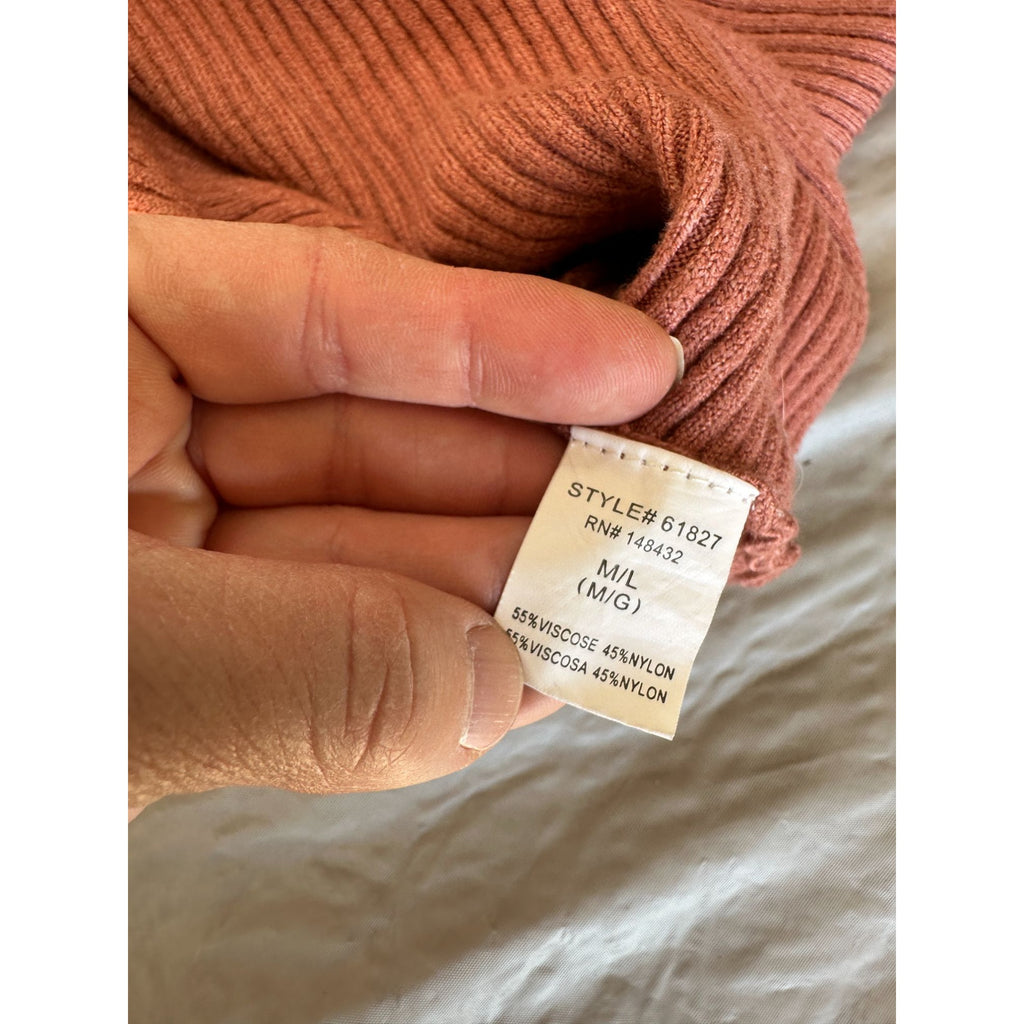 STYLE# 61827
RN# 148432
M/L
(M/G)
55%VISCOSE 45%NYLON
55%VISCOSA 45%NYLON